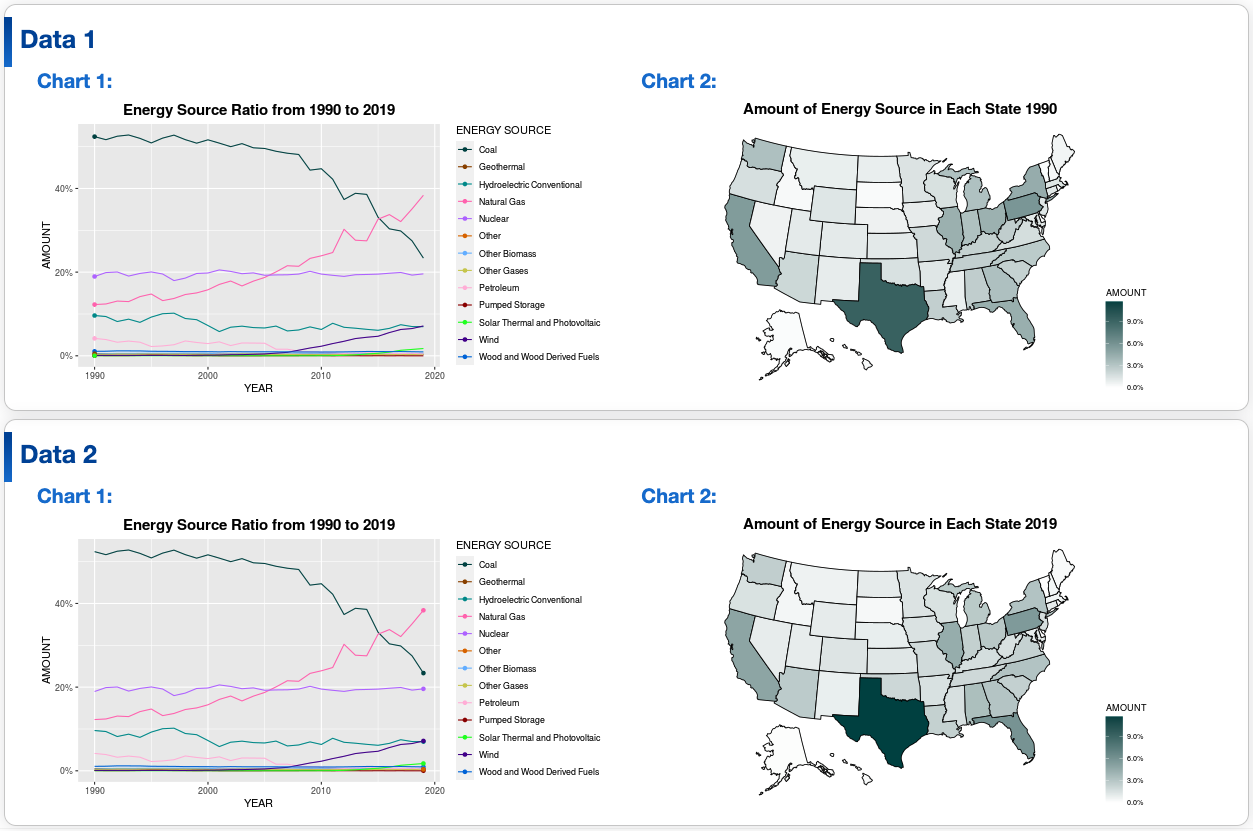 Data 1
Chart 1:
Energy Source Ratio from 1990 to 2019
AMOUNT
40%
20%
0%
1990
2000
2010
2020
YEAR
ENERGY SOURCE
Coal
Geothermal
Hydroelectric Conventional
Natural Gas
Nuclear
Other
Other Biomass
Other Gases
Petroleum
Pumped Storage
Solar Thermal and Photovoltaic
Wind
Wood and Wood Derived Fuels
Chart 2:
Amount of Energy Source in Each State 1990
AMOUNT
9.0%
6.0%
3.0%
0.0%
Data 2
Chart 1:
Energy Source Ratio from 1990 to 2019
AMOUNT
40%
20%
0%
1990
2000
2010
2020
YEAR
ENERGY SOURCE
Coal
Geothermal
Hydroelectric Conventional
Natural Gas
Nuclear
Other
Other Biomass
Other Gases
Petroleum
Pumped Storage
Solar Thermal and Photovoltaic
Wind
Wood and Wood Derived Fuels
Chart 2:
Amount of Energy Source in Each State 2019
AMOUNT
9.0%
6.0%
3.0%
0.0%